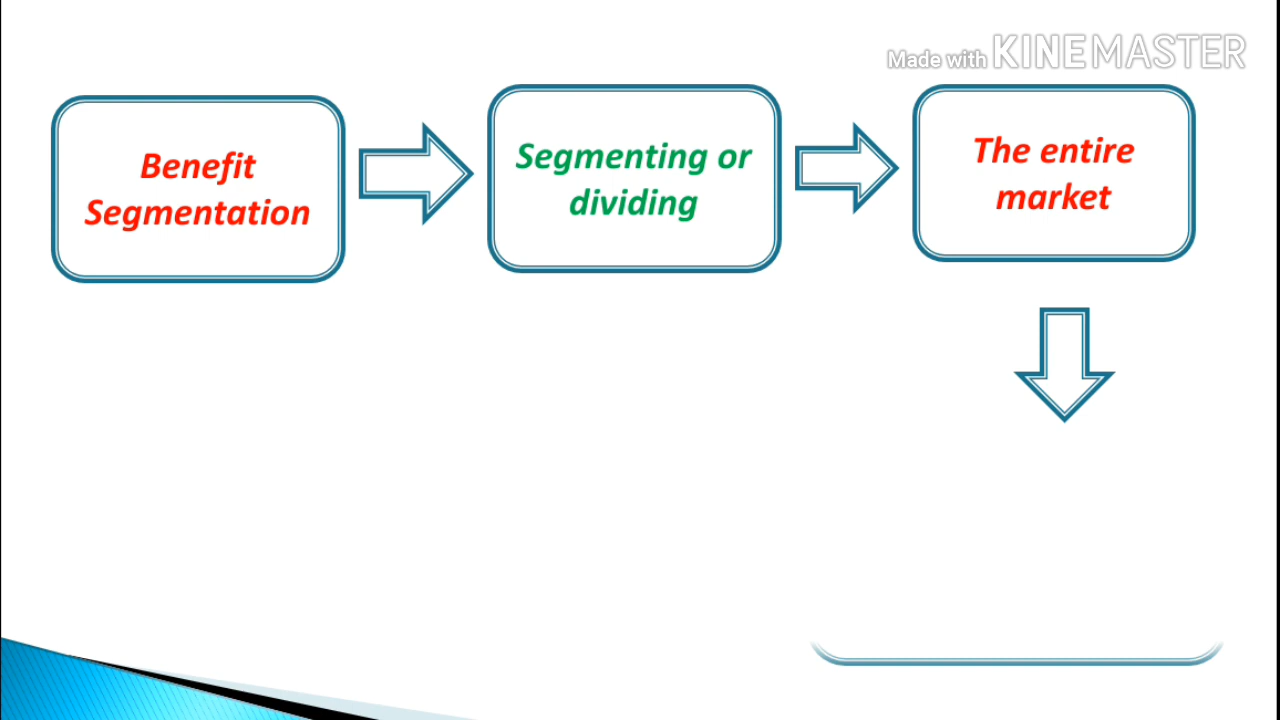 Made with KINEMASTER
Benefit
Segmentation
Segmenting or
dividing
The entire
market